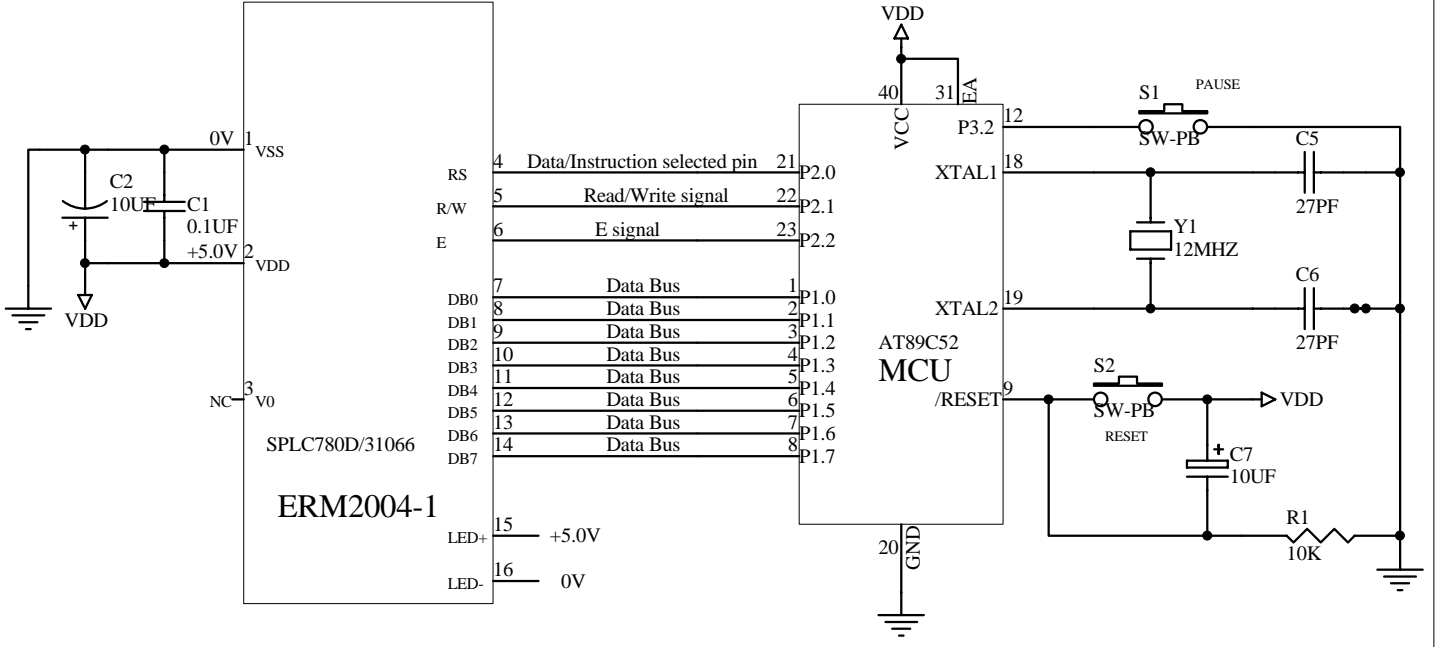 VDD
40
31
EA
VCC
S1
PAUSE
P3.2
12
SW-PB
0V
1
VSS
C2
10UF
C1
0.1UF
+5.0V
2
VDD
VDD
NC
3
V0
SPLC780D/31066
ERM2004-1
RS
4
Data/Instruction selected pin
21
P2.0
R/W
5
Read/Write signal
22
P2.1
E
6
E signal
23
P2.2
DB0
7
Data Bus
1
P1.0
DB1
8
Data Bus
2
P1.1
DB2
9
Data Bus
3
P1.2
DB3
10
Data Bus
4
P1.3
DB4
11
Data Bus
5
P1.4
DB5
12
Data Bus
6
P1.5
DB6
13
Data Bus
7
P1.6
DB7
14
Data Bus
8
P1.7
LED+
15
+5.0V
LED-
16
0V
XTAL1
18
C5
27PF
Y1
12MHZ
XTAL2
19
C6
27PF
AT89C52
MCU
/RESET
9
S2
SW-PB
RESET
VDD
C7
+
10UF
R1
10K
20
GND
+